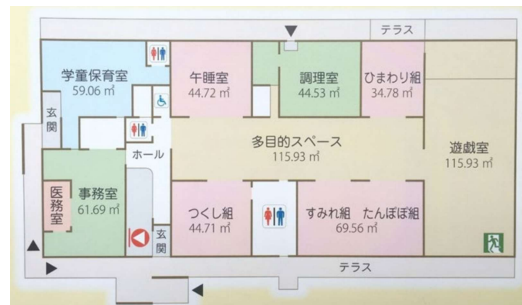 テラス
学童保育室
59.06 ㎡
午睡室
44.72 ㎡
調理室
44.53 ㎡
ひまわり組
34.78 ㎡
玄関
多目的スペース
115.93 ㎡
遊戯室
115.93 ㎡
ホール
医務室
事務室
61.69 ㎡
つくし組
44.71 ㎡
すみれ組 たんぽぽ組
69.56 ㎡
玄関
テラス